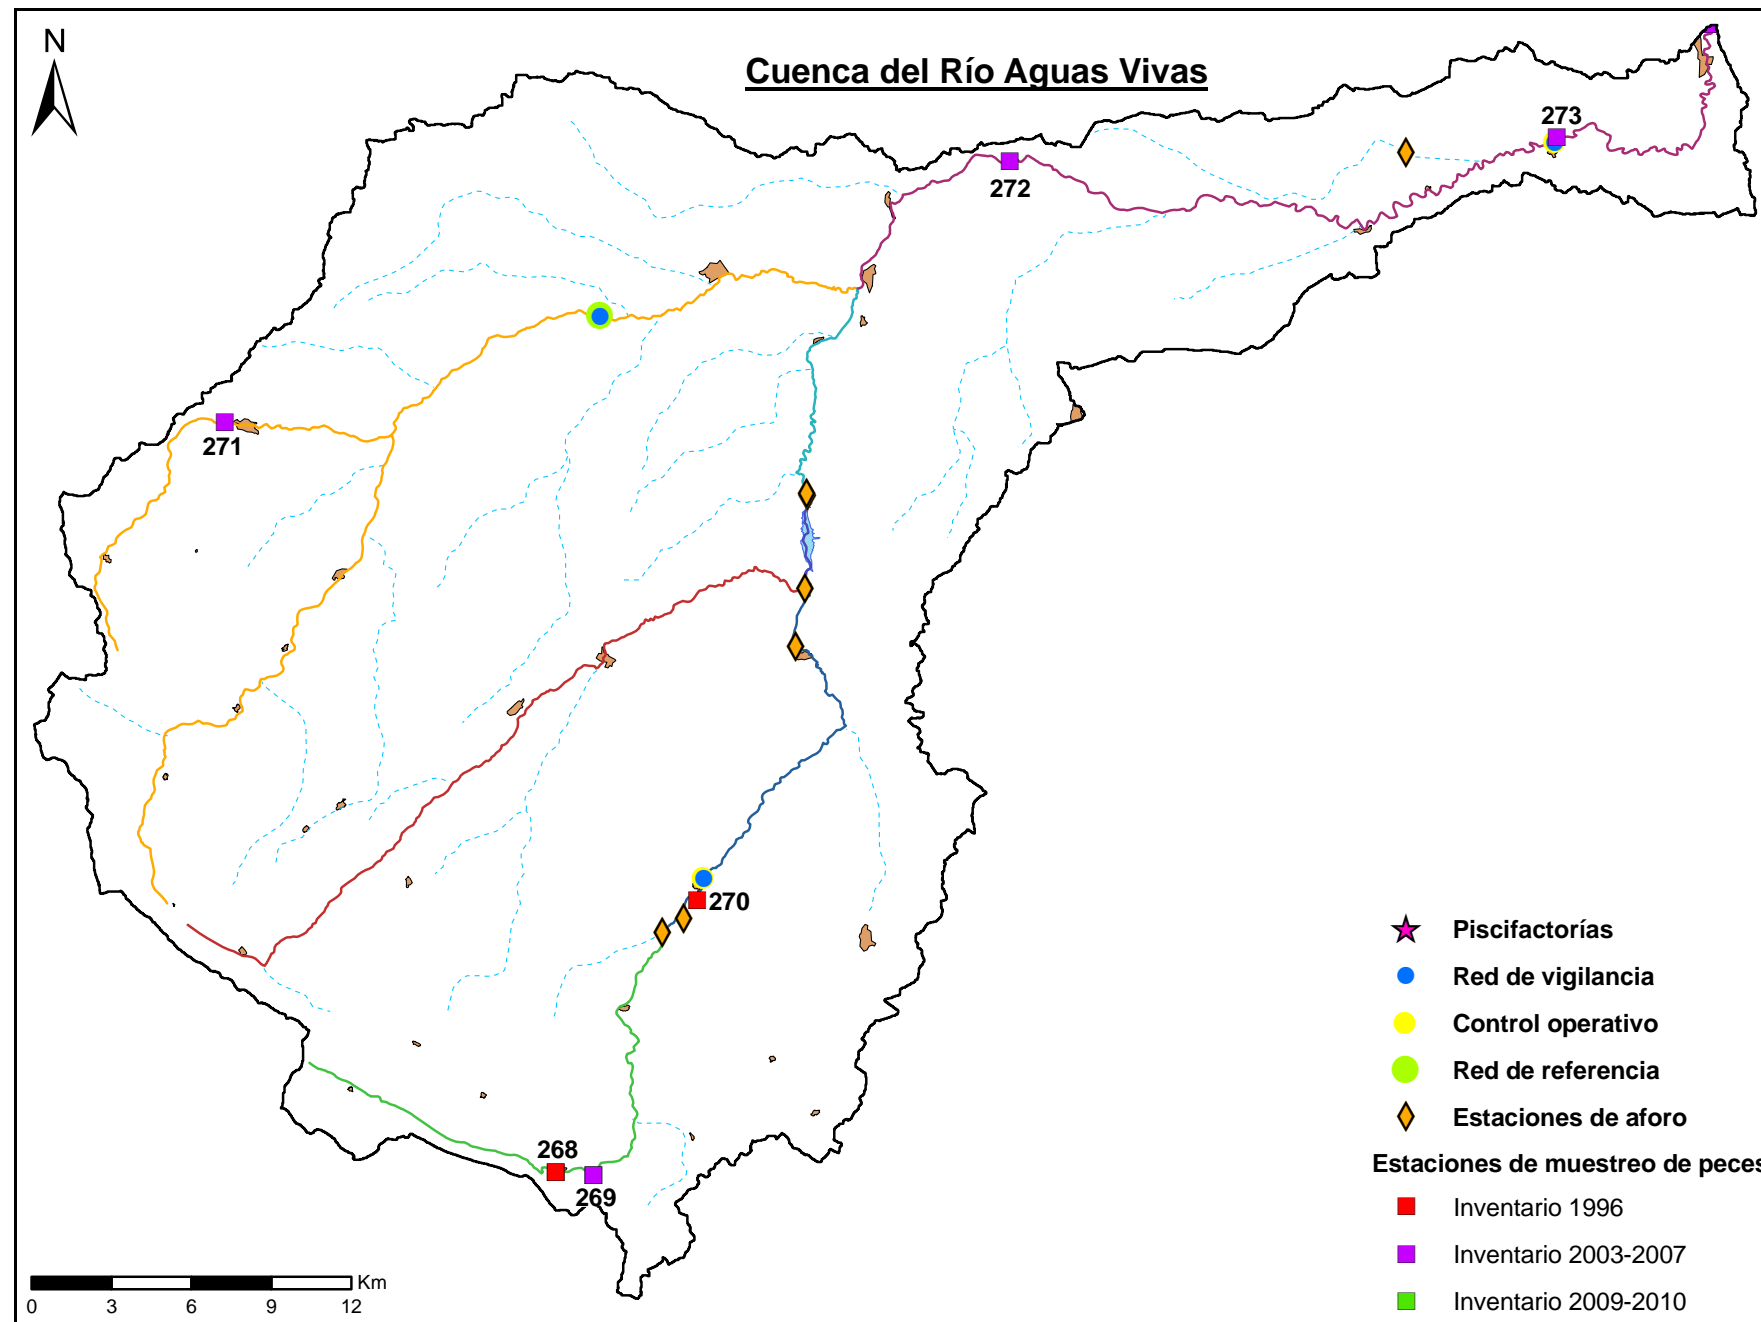 N
Cuenca del Río Aguas Vivas
273
272
271
270
268
269
Piscifactorías
Red de vigilancia
Control operativo
Red de referencia
Estaciones de aforo
Estaciones de muestreo de peces
Inventario 1996
Inventario 2003-2007
Inventario 2009-2010
Km
0 3 6 9 12